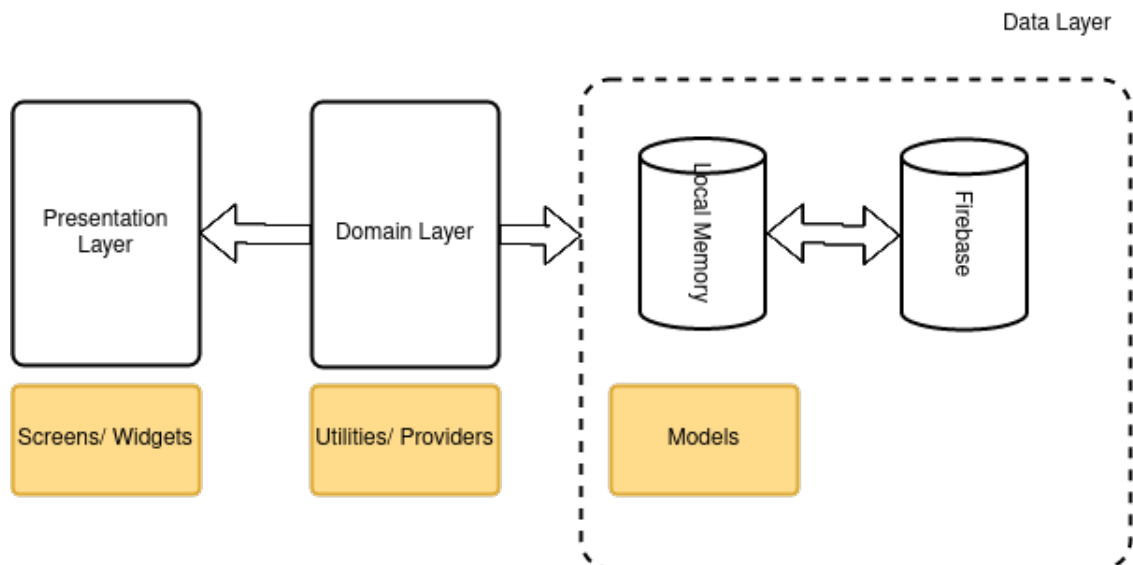 Data Layer
Presentation
Layer
Domain Layer
Local Memory
Firebase
Screens/ Widgets
Utilities/ Providers
Models